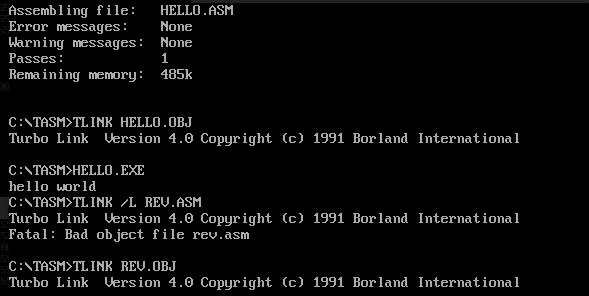 Assembling file:   HELLO.ASM
Error messages:    None
Warning messages:  None
Passes:            1
Remaining memory:  485k
C:\TASM>TLINK HELLO.OBJ
Turbo Link  Version 4.0 Copyright (c) 1991 Borland International
C:\TASM>HELLO.EXE
hello world
C:\TASM>TLINK /L REV.ASM
Turbo Link  Version 4.0 Copyright (c) 1991 Borland International
Fatal: Bad object file rev.asm
C:\TASM>TLINK REV.OBJ
Turbo Link  Version 4.0 Copyright (c) 1991 Borland International